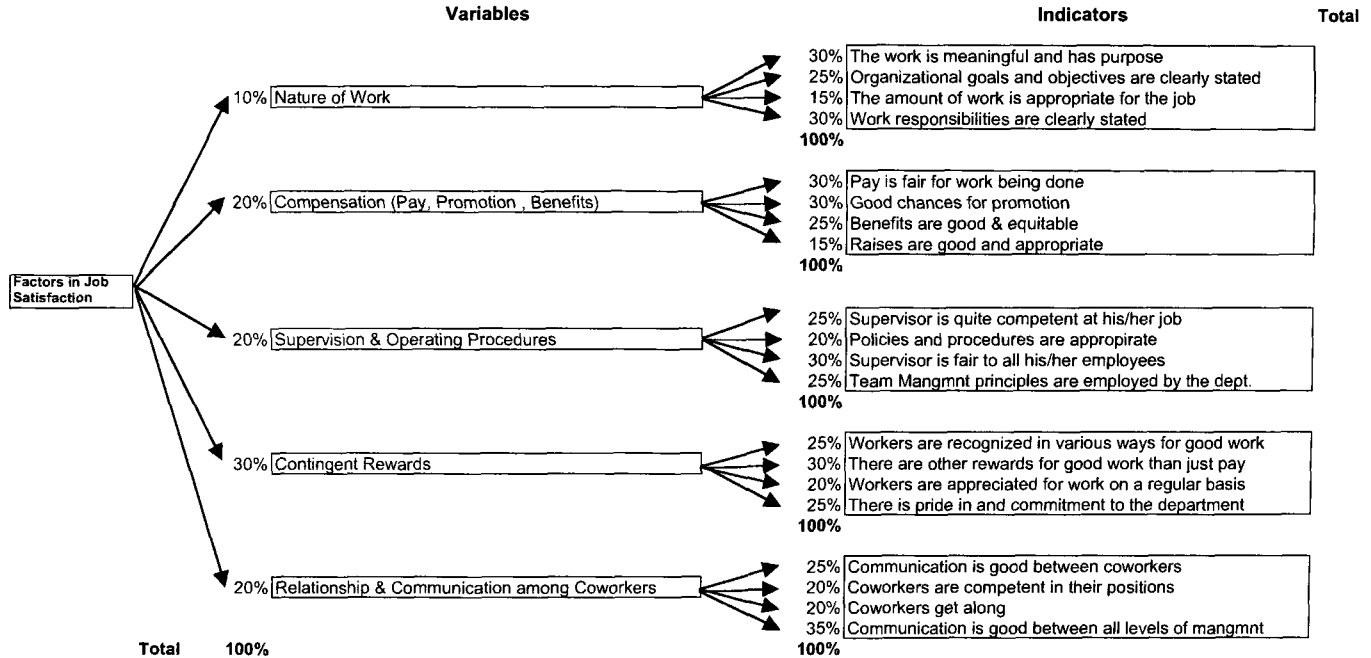 Variables Indicators Total
30% The work is meaningful and has purpose
25% Organizational goals and objectives are clearly stated
10% Nature of Work
15% The amount of work is appropriate for the job
30% Work responsibilities are clearly stated
100%
30% Pay is fair for work being done
20% Compensation (Pay, Promotion , Benefits)
30% Good chances for promotion
25% Benefits are good & equitable
15% Raises are good and appropriate
100%
Factors in Job
Satisfaction
25% Supervisor is quite competent at his/her job
20% Supervision & Operating Procedures
20% Policies and procedures are appropirate
30% Supervisor is fair to all his/her employees
25% Team Mangmnt principles are employed by the dept.
100%
25% Workers are recognized in various ways for good work
30% Contingent Rewards
30% There are other rewards for good work than just pay
20% Workers are appreciated for work on a regular basis
25% There is pride in and commitment to the department
100%
25% Communication is good between coworkers
20% Relationship & Communication among Coworkers
20% Coworkers are competent in their positions
20% Coworkers get along
35% Communication is good between all levels of mangmnt
Total 100% 100%